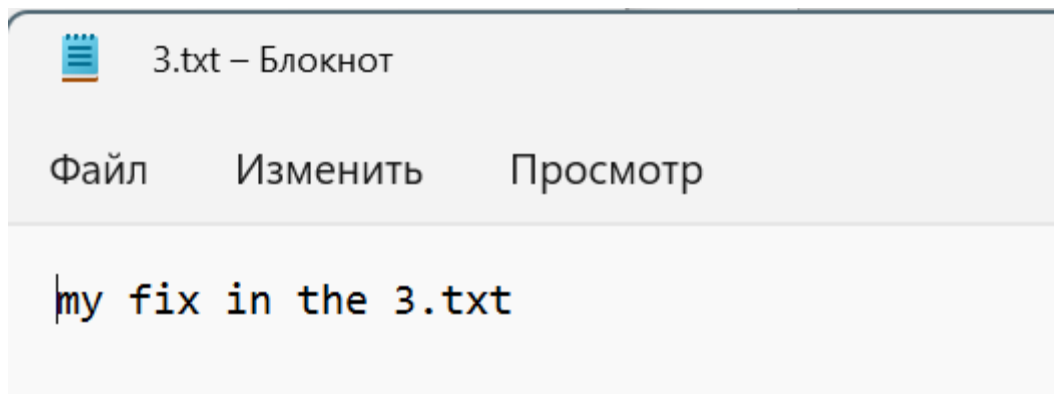 3.txt – Блокнот
Файл Изменить Просмотр
my fix in the 3.txt